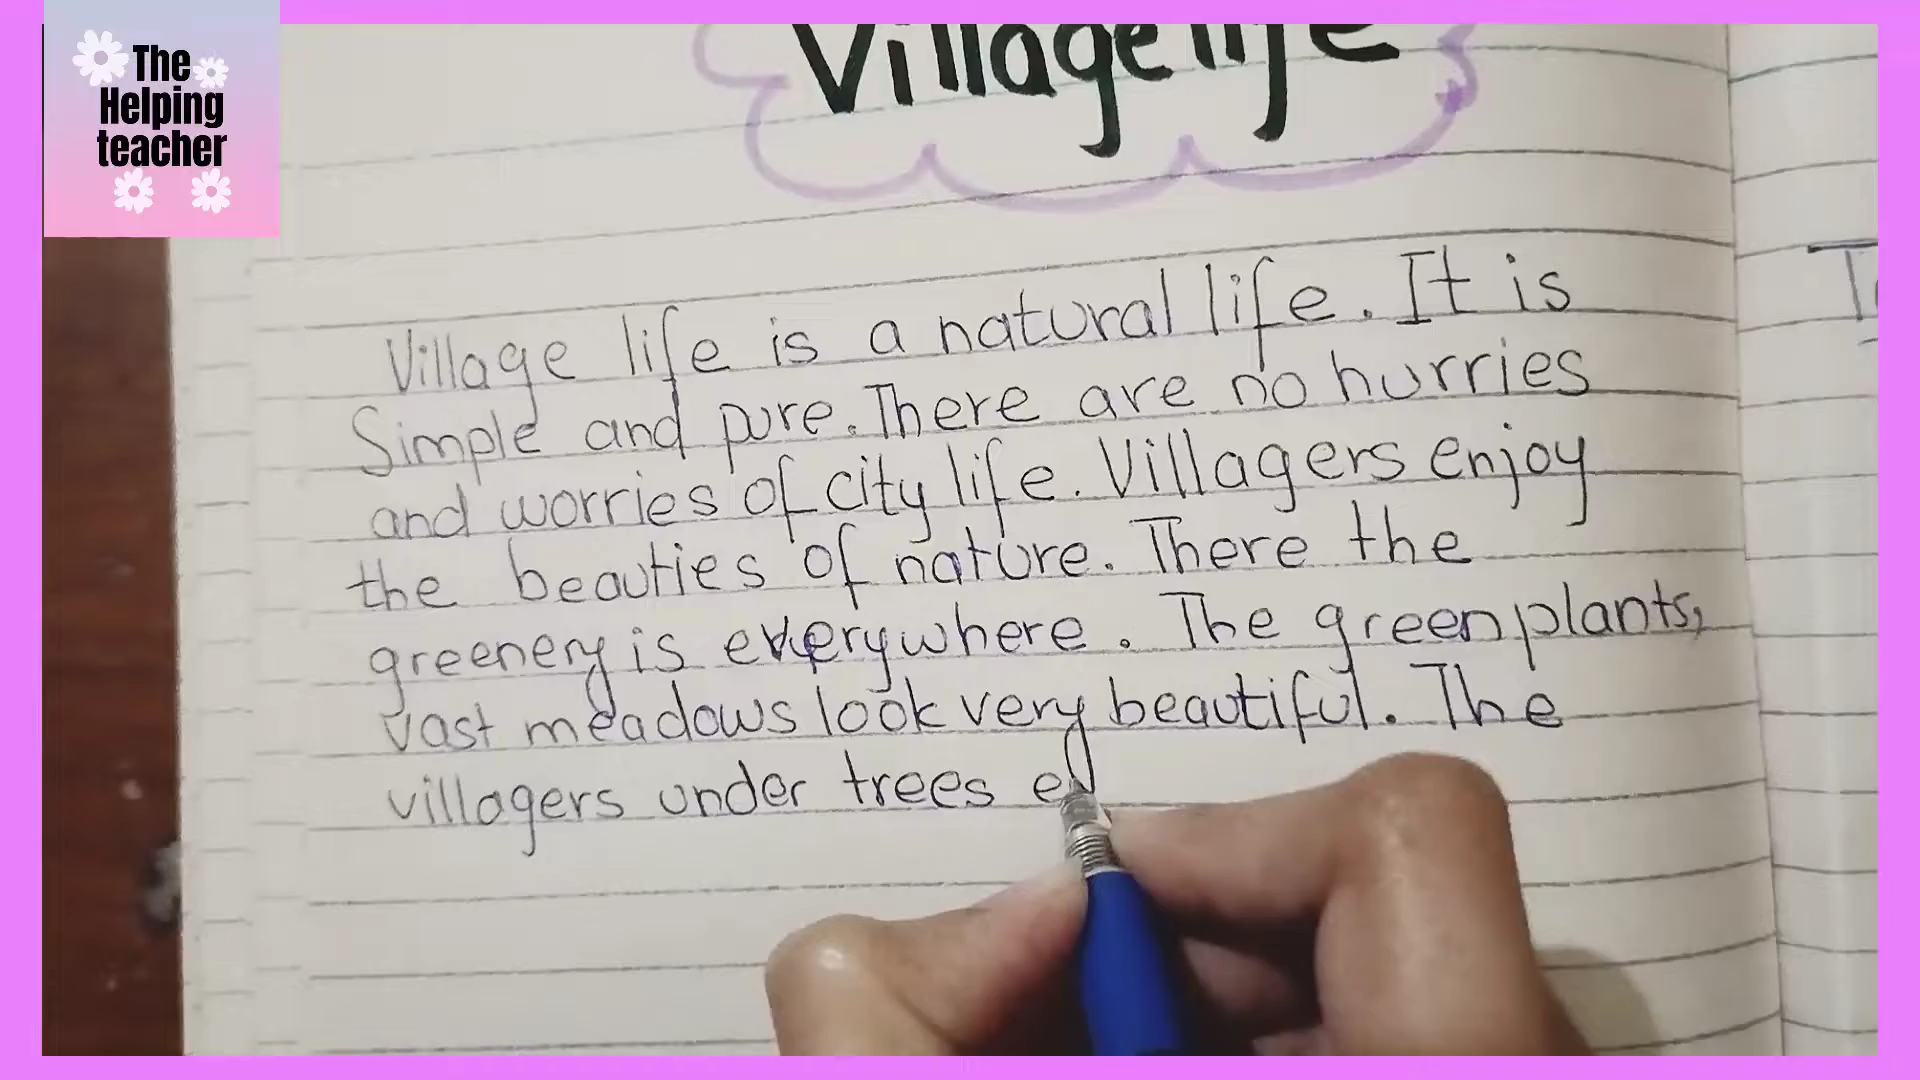 The
Helping
teacher
Village life
Village life is a natural life. It is
Simple and pure. There are no hurries
and worries of city life. Villagers enjoy
the beauties of nature. There the
greenery is everywhere. The green plants,
vast meadows look very beautiful. The
villagers under trees